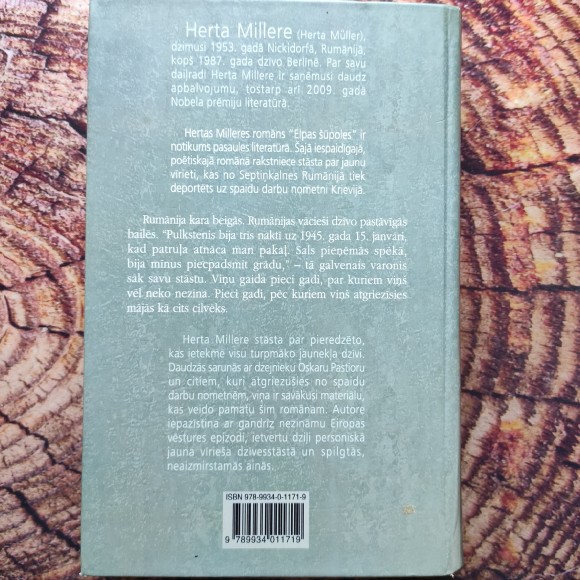 Herta Millere (Herta Müller),
dzimusi 1953. gadā Nickidorfā, Rumānijā,
kopš 1987. gada dzīvo Berlīnē. Par savu
daiļradi Herta Millere ir saņēmusi daudz
apbalvojumu, tostarp arī 2009. gadā
Nobela prēmiju literatūrā.
Hertas Milleres romāns "Elpas šūpoles" ir
notikums pasaules literatūrā. Šajā iespaidīgajā,
poētiskajā romānā rakstniece stāsta par jaunu
vīrieti, kas no Septiņkalnes Rumānijā tiek
deportēts uz spaidu darbu nometni Krievijā.
Rumānija kara beigās. Rumānijas vācieši dzīvo pastāvīgās
bailēs. "Pulkstenis bija trīs naktī uz 1945. gada 15. janvāri,
kad patruļa atnāca man pakaļ. Sals pieņēmās spēkā,
bija mīnus piecpadsmit grādu," – tā galvenais varonis
sāk savu stāstu. Viņu gaida pieci gadi, par kuriem viņš
vēl neko nezina. Pieci gadi, pēc kuriem viņš atgriezīsies
mājās kā cits cilvēks.
Herta Millere stāsta par pieredzēto,
kas ietekmē visu turpmāko jaunekļa dzīvi.
Daudzās sarunās ar dzejnieku Oskaru Pastioru
un citiem, kuri atgriezušies no spaidu
darbu nometnēm, viņa ir savākusi materiālu,
kas veido pamatu šim romānam. Autore
iepazīstina ar gandrīz nezināmu Eiropas
vēstures epizodi, ietvertu dziļi personiskā
jauna vīrieša dzīvesstāstā un spilgtās,
neaizmirstamās ainās.
ISBN 978-9934-0-1171-9
9 789934 011719